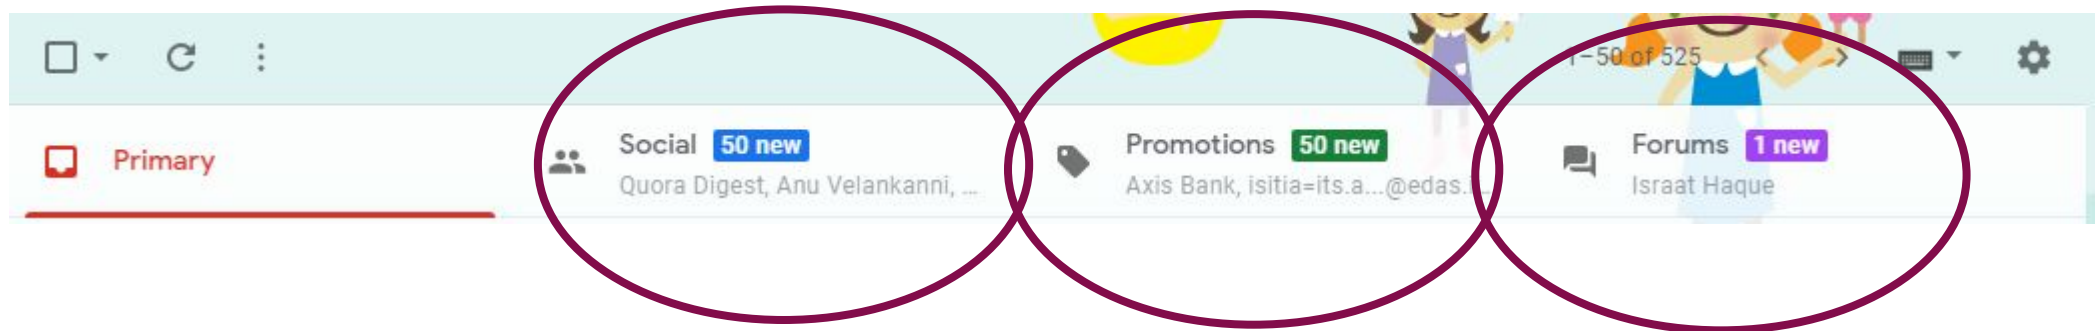 1–50 of 525
Primary
Social 50 new
Quora Digest, Anu Velankanni, ...
Promotions 50 new
Axis Bank, isitia=its.a...@edas.i...
Forums 1 new
Israat Haque